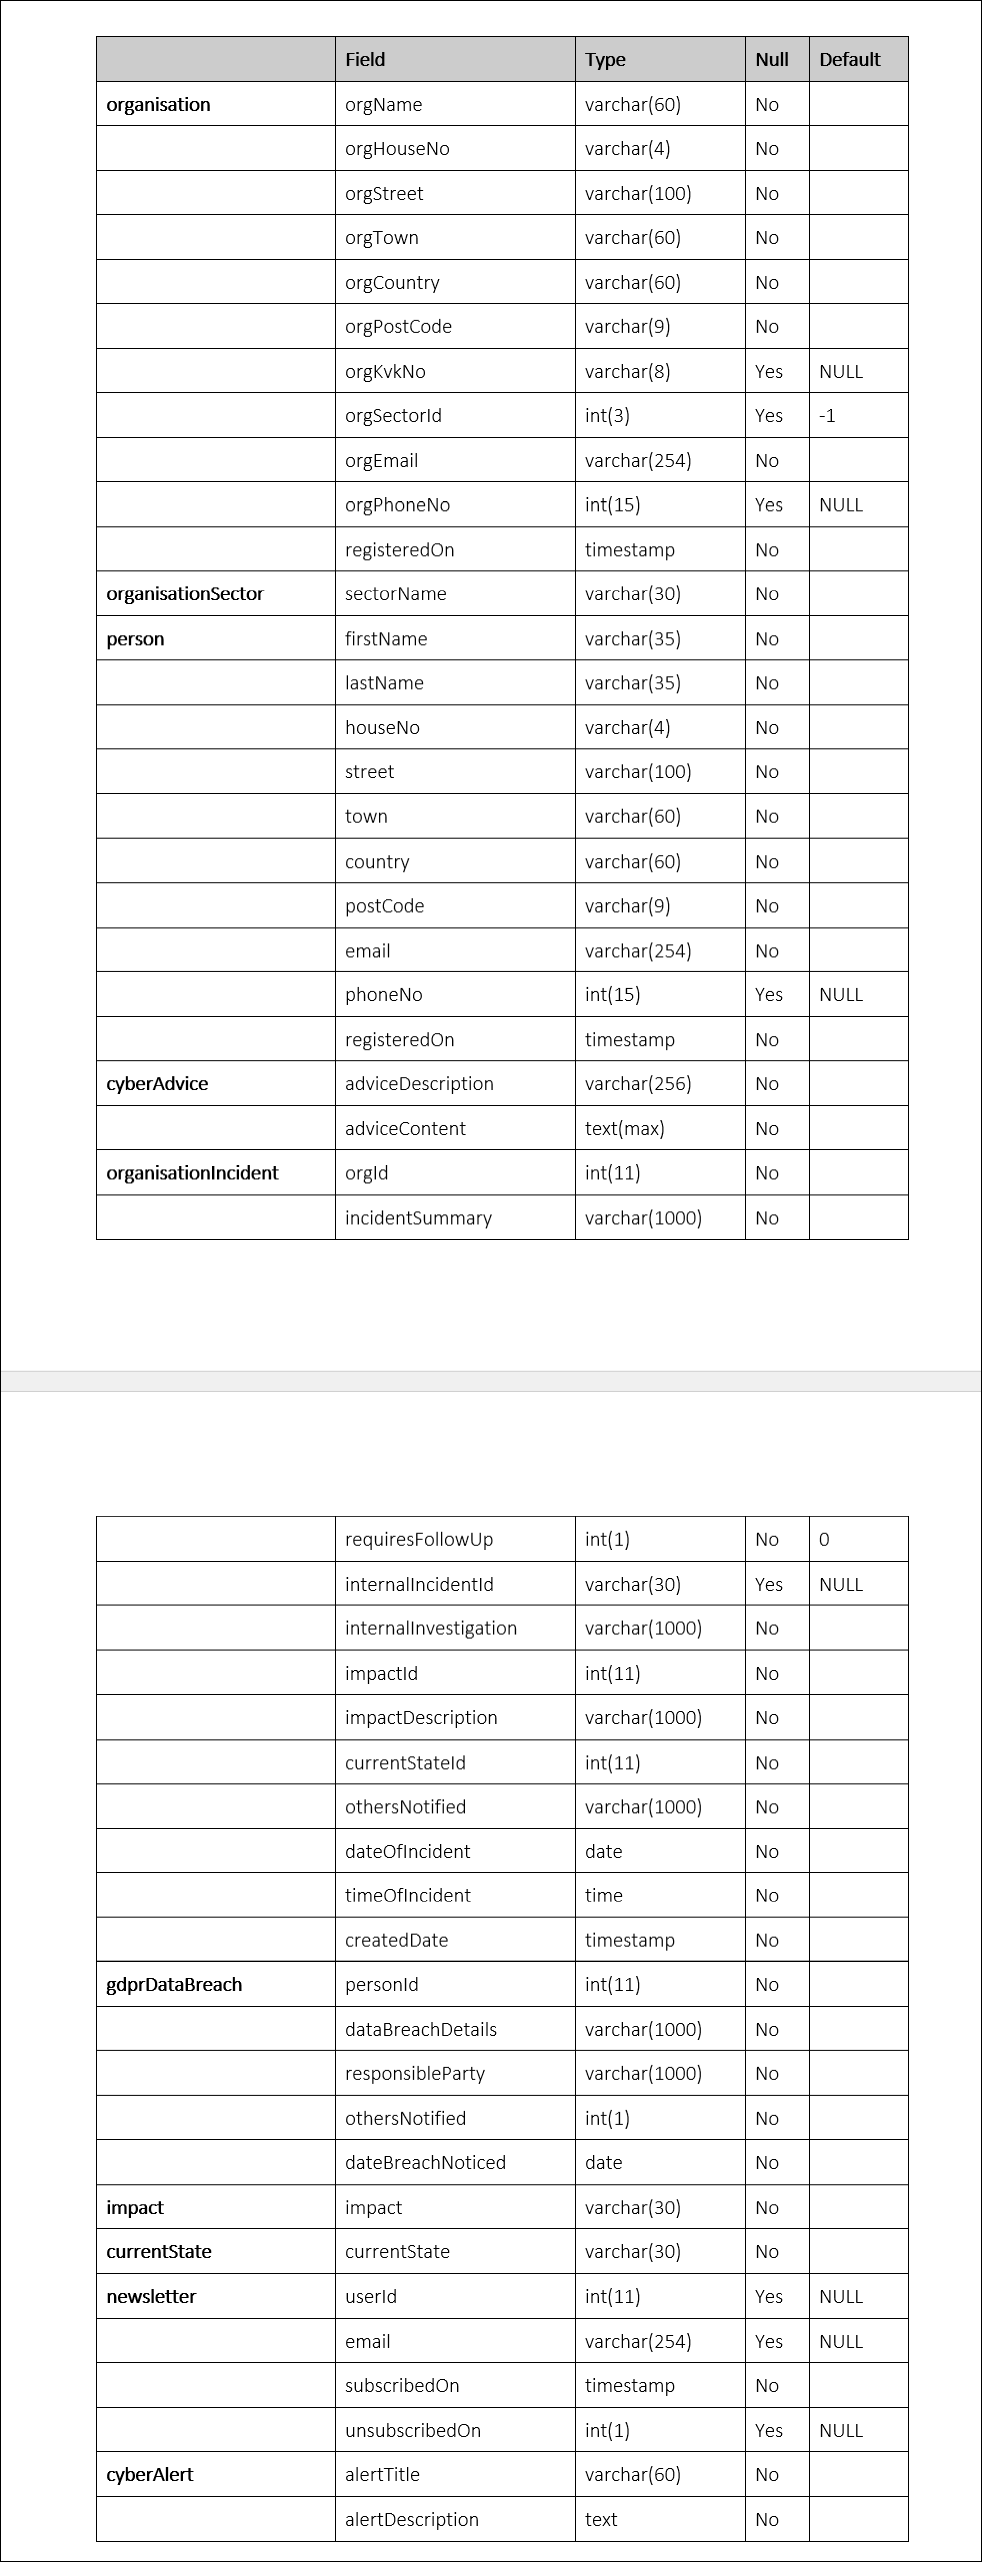 Field Type Null Default
organisation orgName varchar(60) No
orgHouseNo varchar(4) No
orgStreet varchar(100) No
orgTown varchar(60) No
orgCountry varchar(60) No
orgPostCode varchar(9) No
orgKvkNo varchar(8) Yes NULL
orgSectorId int(3) Yes -1
orgEmail varchar(254) No
orgPhoneNo int(15) Yes NULL
registeredOn timestamp No
organisationSector sectorName varchar(30) No
person firstName varchar(35) No
lastName varchar(35) No
houseNo varchar(4) No
street varchar(100) No
town varchar(60) No
country varchar(60) No
postCode varchar(9) No
email varchar(254) No
phoneNo int(15) Yes NULL
registeredOn timestamp No
cyberAdvice adviceDescription varchar(256) No
adviceContent text(max) No
organisationIncident orgId int(11) No
incidentSummary varchar(1000) No
requiresFollowUp int(1) No 0
internalIncidentId varchar(30) Yes NULL
internalInvestigation varchar(1000) No
impactId int(11) No
impactDescription varchar(1000) No
currentStateId int(11) No
othersNotified varchar(1000) No
dateOfIncident date No
timeOfIncident time No
createdDate timestamp No
gdprDataBreach personId int(11) No
dataBreachDetails varchar(1000) No
responsibleParty varchar(1000) No
othersNotified int(1) No
dateBreachNoticed date No
impact impact varchar(30) No
currentState currentState varchar(30) No
newsletter userId int(11) Yes NULL
email varchar(254) Yes NULL
subscribedOn timestamp No
unsubscribedOn int(1) Yes NULL
cyberAlert alertTitle varchar(60) No
alertDescription text No